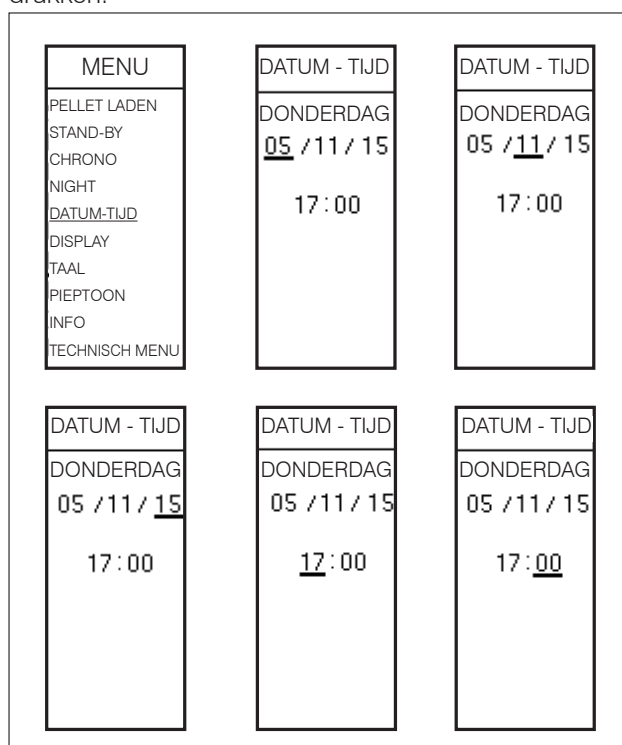 drukken.
MENU
PELLET LADEN
STAND-BY
CHRONO
NIGHT
DATUM-TIJD
DISPLAY
TAAL
PIEPTOON
INFO
TECHNISCH MENU
DATUM - TIJD
DONDERDAG
05 /11/ 15
17:00
DATUM - TIJD
DONDERDAG
05 /11/ 15
17:00
DATUM - TIJD
DONDERDAG
05 /11/ 15
17:00
DATUM - TIJD
DONDERDAG
05 /11/ 15
17:00
DATUM - TIJD
DONDERDAG
05 /11/ 15
17:00